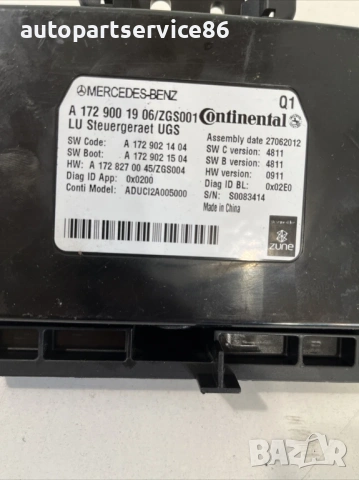 autopartsservice86!
MERCEDES-BENZ
Q1
A 172 900 19 06/ZGS001
Continental
LU Steuergeraet UGS
Assembly date 27062012
SW Code: A 172 902 14 04
SW C version: 4811
SW Boot: A 172 902 15 04
SW B version: 4811
HW: A 172 827 00 45/ZGS004
HW version: 0911
Diag ID App: 0x0200
Diag ID BL: 0x02E0
Conti Model: ADUCI2A005000
S/N: S0083414
Made in China
zune
BAZAR
bg